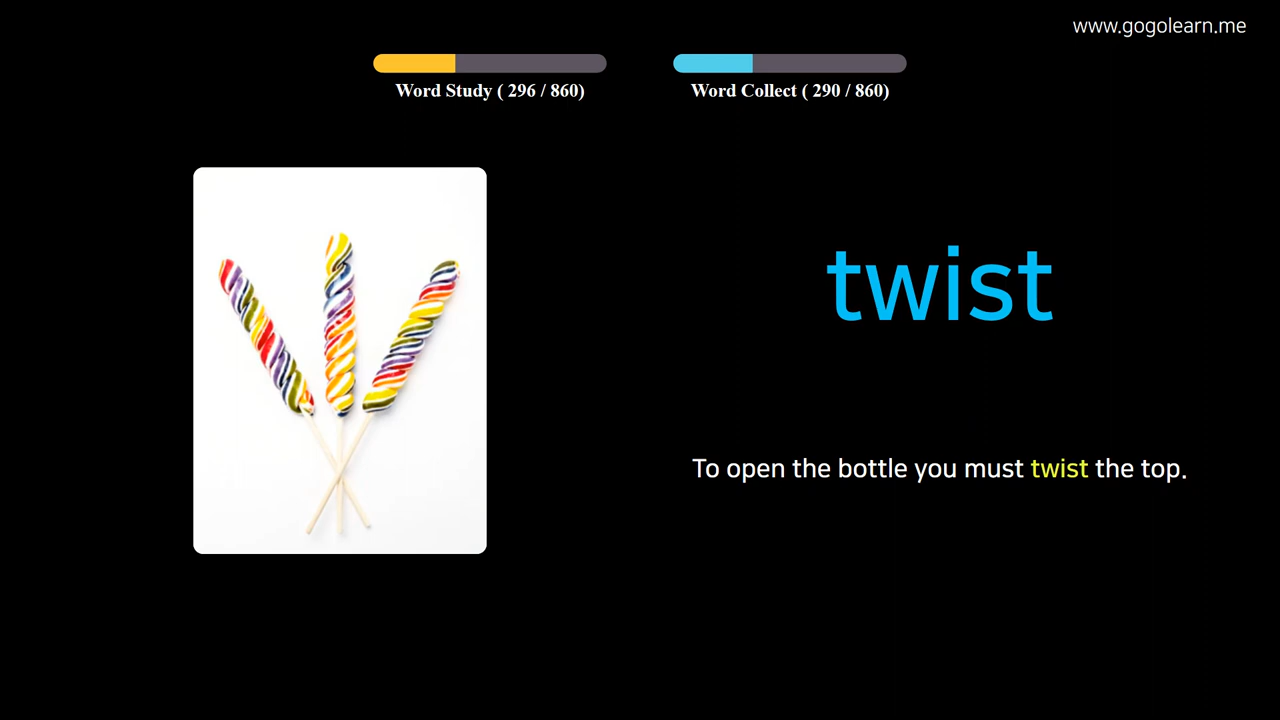 www.gogolearn.me
Word Study ( 296 / 860)
Word Collect ( 290 / 860)
twist
To open the bottle you must twist the top.